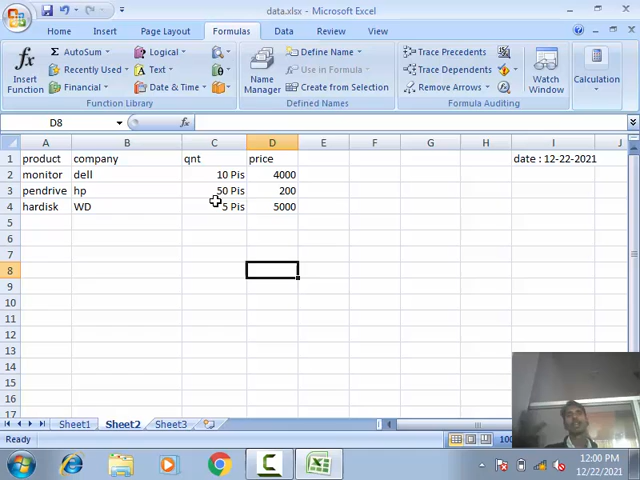 data.xlsx - Microsoft Excel
Home Insert Page Layout Formulas Data Review View
fx Insert Function
Σ AutoSum
Recently Used
Financial
Logical
Text
Date & Time
Function Library
Name Manager
Define Name
Use in Formula
Create from Selection
Defined Names
Trace Precedents
Trace Dependents
Remove Arrows
Formula Auditing
Watch Window
Calculation
D8 fx
A B C D E F G H I J
1 product company qnt price date : 12-22-2021
2 monitor dell 10 Pis 4000
3 pendrive hp 50 Pis 200
4 hardisk WD 5 Pis 5000
5
6
7
8
9
10
11
12
13
14
15
16
17
Sheet1 Sheet2 Sheet3
Ready
12:00 PM
12/22/2021